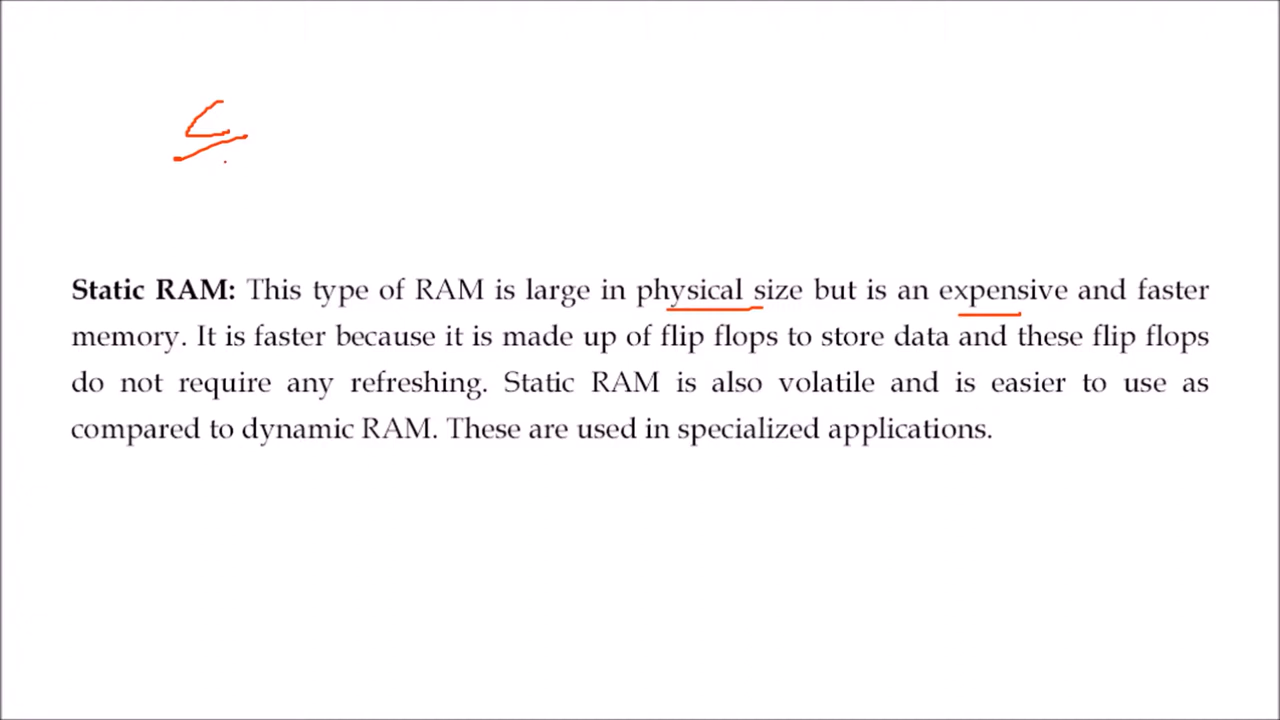 Static RAM: This type of RAM is large in physical size but is an expensive and faster
memory. It is faster because it is made up of flip flops to store data and these flip flops
do not require any refreshing. Static RAM is also volatile and is easier to use as
compared to dynamic RAM. These are used in specialized applications.